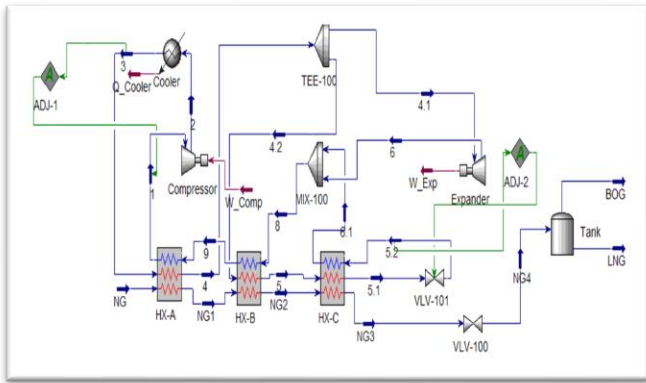 3
Q_Cooler
Cooler
A
ADJ-1
2
TEE-100
4.1
4.2
6
A
ADJ-2
1
Compressor
W_Comp
MIX-100
W_Exp
Expander
BOG
8
6.1
Tank
5.2
LNG
9
NG
4
5
5.1
NG4
HX-A
NG1
HX-B
NG2
HX-C
VLV-101
NG3
VLV-100